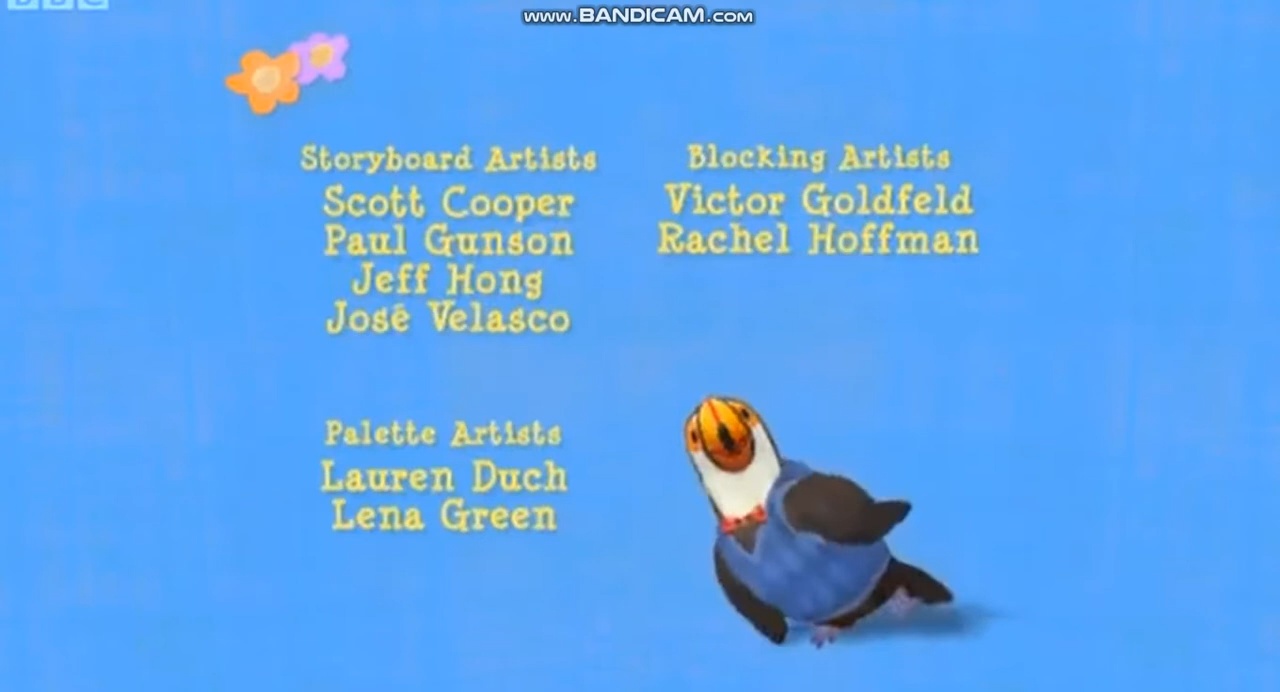 BBC
www.BANDICAM.com
Storyboard Artists
Scott Cooper
Paul Gunson
Jeff Hong
José Velasco
Blocking Artists
Victor Goldfeld
Rachel Hoffman
Palette Artists
Lauren Duch
Lena Green